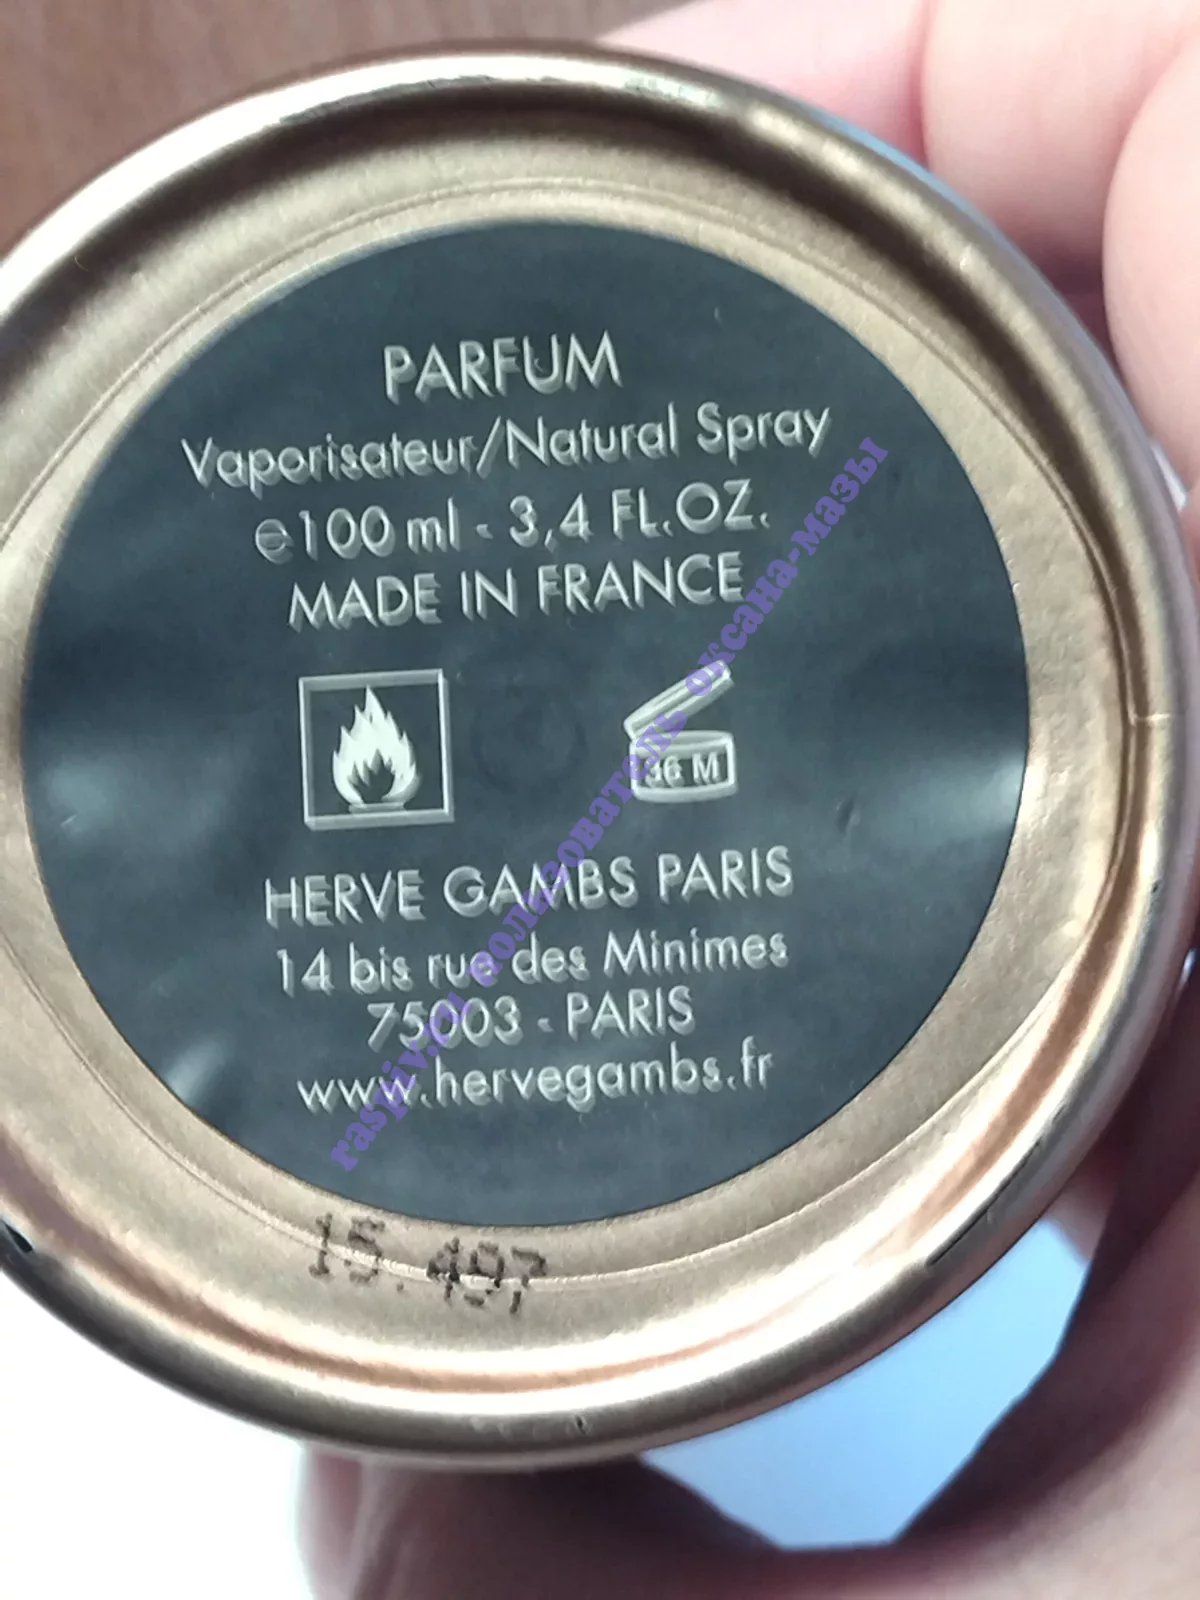 PARFUM
Vaporisateur/Natural Spray
℮100 ml - 3,4 FL.OZ.
MADE IN FRANCE
36 M
HERVE GAMBS PARIS
14 bis rue des Minimes
75003 - PARIS
www.hervegambs.fr
15.497
raspiv.ru пользователь оксана-мазы